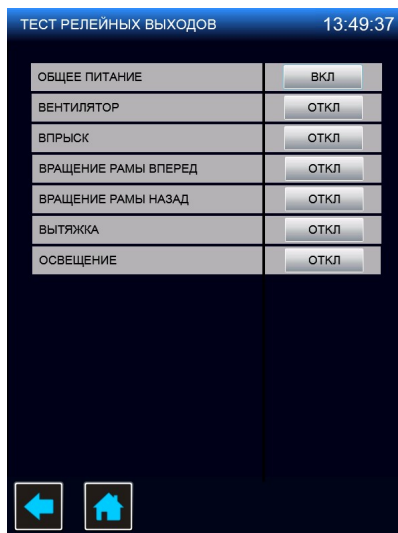 ТЕСТ РЕЛЕЙНЫХ ВЫХОДОВ 13:49:37
ОБЩЕЕ ПИТАНИЕ ВКЛ
ВЕНТИЛЯТОР ОТКЛ
ВПРЫСК ОТКЛ
ВРАЩЕНИЕ РАМЫ ВПЕРЕД ОТКЛ
ВРАЩЕНИЕ РАМЫ НАЗАД ОТКЛ
ВЫТЯЖКА ОТКЛ
ОСВЕЩЕНИЕ ОТКЛ